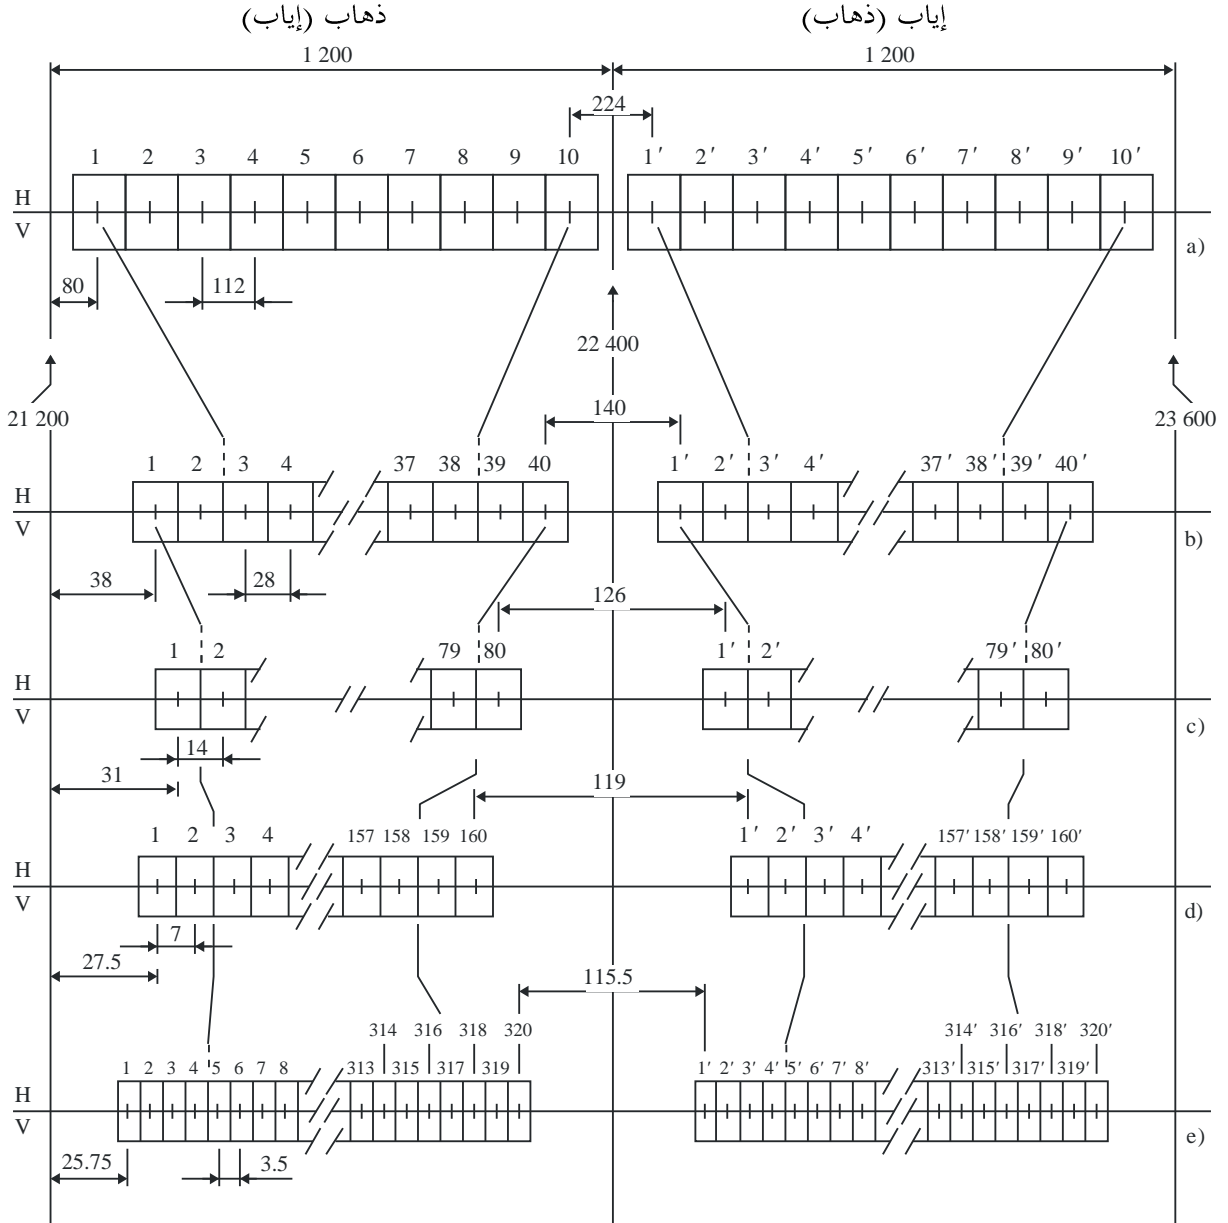 ذهاب (إياب) إياب (ذهاب)
1 200 1 200
224
1 2 3 4 5 6 7 8 9 10 1′ 2′ 3′ 4′ 5′ 6′ 7′ 8′ 9′ 10′
H
V a)
80 112
22 400
21 200 140 23 600
1 2 3 4 37 38 39 40 1′ 2′ 3′ 4′ 37′ 38′ 39′ 40′
H
V b)
38 28 126
1 2 79 80 1′ 2′ 79′ 80′
H
V c)
14
31 119
1 2 3 4 157 158 159 160 1′ 2′ 3′ 4′ 157′ 158′ 159′ 160′
H
V d)
7
27.5 115.5
314 316 318 320 314′ 316′ 318′ 320′
1 2 3 4 5 6 7 8 313 315 317 319 1′ 2′ 3′ 4′ 5′ 6′ 7′ 8′ 313′ 315′ 317′ 319′
H
V e)
25.75 3.5